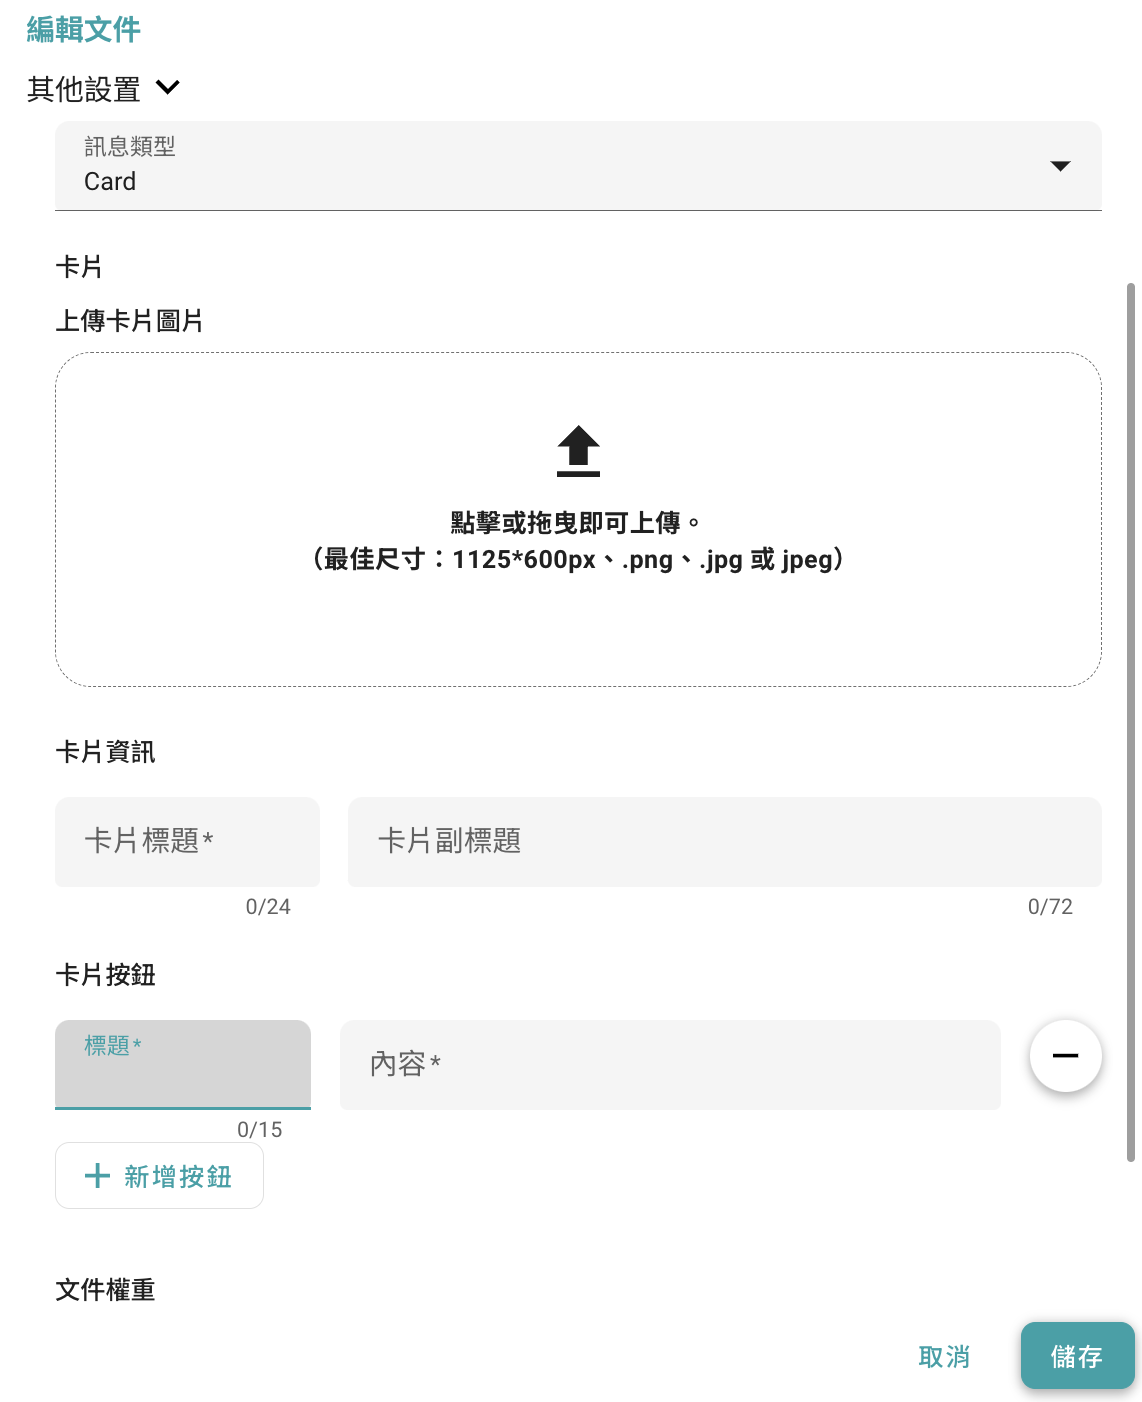 編輯文件
其他設置
訊息類型
Card
卡片
上傳卡片圖片
點擊或拖曳即可上傳。
（最佳尺寸：1125*600px、.png、.jpg 或 jpeg）
卡片資訊
卡片標題*
卡片副標題
0/24
0/72
卡片按鈕
標題*
內容*
0/15
新增按鈕
文件權重
取消
儲存